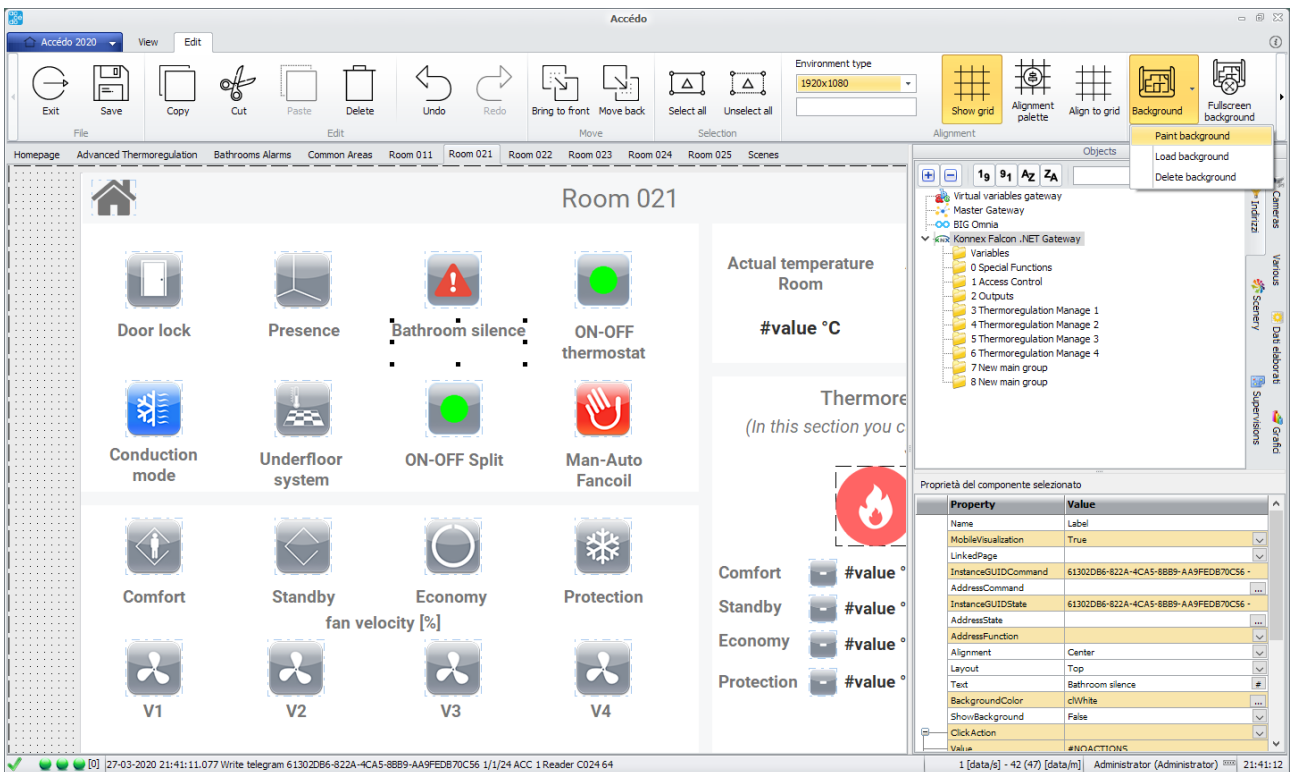 Accédo
Accédo 2020 View Edit
Exit Save Copy Cut Paste Delete Undo Redo Bring to front Move back Select all Unselect all
Environment type
1920x1080
Show grid Alignment palette Align to grid Background Fullscreen background
File Edit Move Selection Alignment
Paint background
Load background
Delete background
Homepage Advanced Thermoregulation Bathrooms Alarms Common Areas Room 011 Room 021 Room 022 Room 023 Room 024 Room 025 Scenes
Room 021
Door lock Presence Bathroom silence ON-OFF thermostat
Conduction mode Underfloor system ON-OFF Split Man-Auto Fancoil
Comfort Standby Economy Protection
fan velocity [%]
V1 V2 V3 V4
Actual temperature
Room
#value °C
Thermore
(In this section you c
Comfort #value °
Standby #value °
Economy #value °
Protection #value °
Objects
19 91 AZ ZA
Virtual variables gateway
Master Gateway
BIG Omnia
KNX Konnex Falcon .NET Gateway
Variables
0 Special Functions
1 Access Control
2 Outputs
3 Thermoregulation Manage 1
4 Thermoregulation Manage 2
5 Thermoregulation Manage 3
6 Thermoregulation Manage 4
7 New main group
8 New main group
Indirizzi
Scenery
Supervisions
Cameras
Various
Dati elaborati
Grafici
Proprietà del componente selezionato
Property Value
Name Label
MobileVisualization True
LinkedPage
InstanceGUIDCommand 61302DB6-822A-4CA5-8BB9-AA9FEDB70C56 -
AddressCommand ...
InstanceGUIDState 61302DB6-822A-4CA5-8BB9-AA9FEDB70C56 -
AddressState ...
AddressFunction
Alignment Center
Layout Top
Text Bathroom silence #
BackgroundColor clWhite ...
ShowBackground False
ClickAction
Value #NOACTIONS
[0] 27-03-2020 21:41:11.077 Write telegram 61302DB6-822A-4CA5-8BB9-AA9FEDB70C56 1/1/24 ACC 1 Reader C024 64
1 [data/s] - 42 (47) [data/m] Administrator (Administrator) 21:41:12